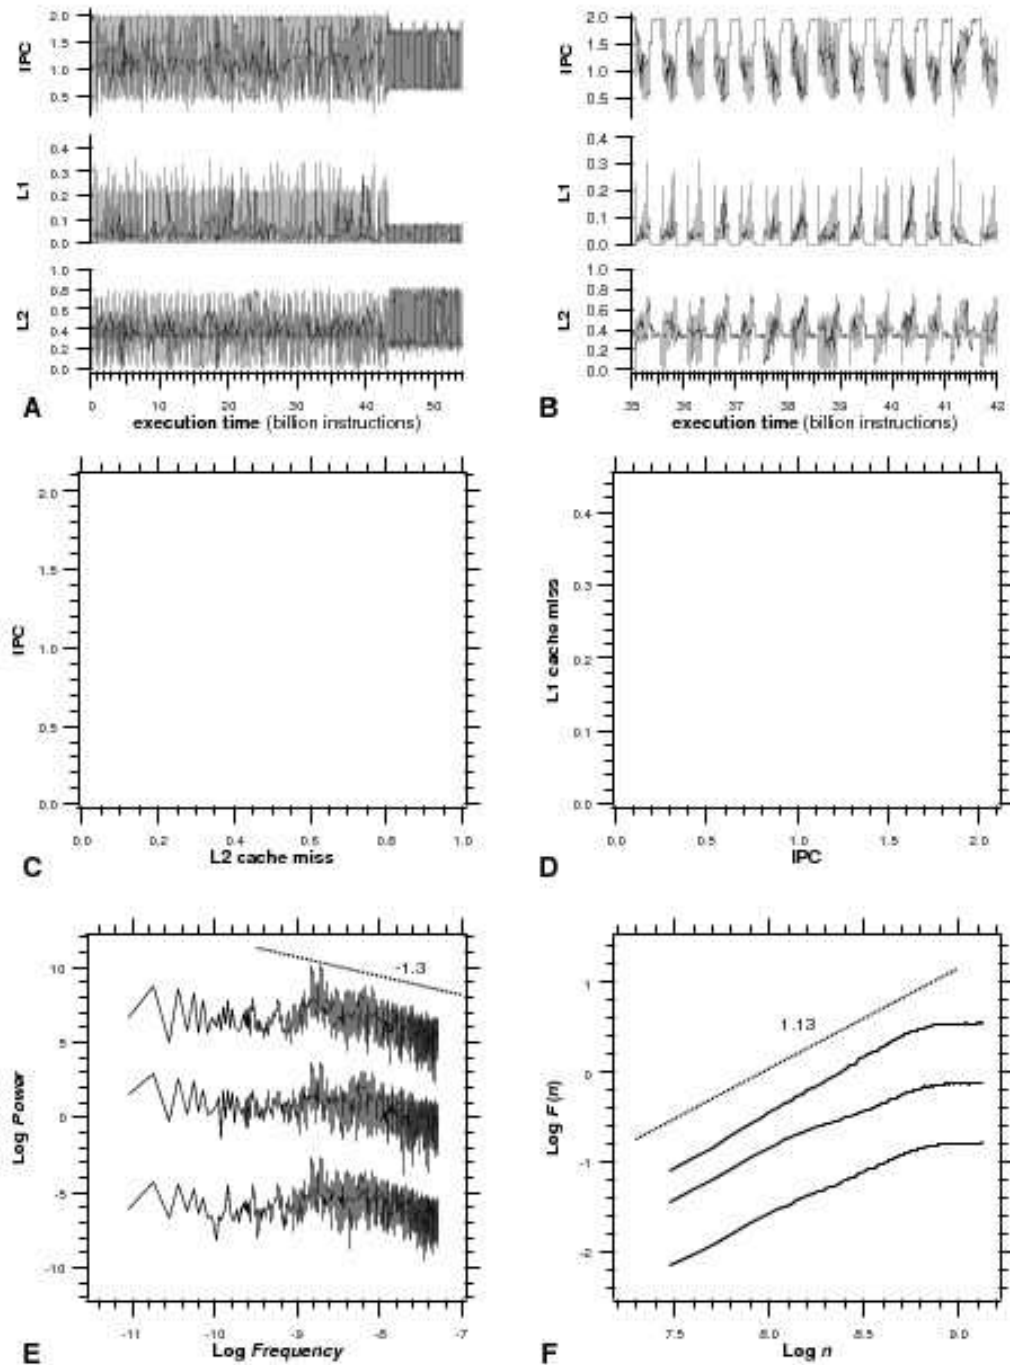 IPC
2.0
1.5
1.0
0.5
L1
0.4
0.3
0.2
0.1
0.0
L2
1.0
0.8
0.6
0.4
0.2
0.0
0 10 20 30 40 50
execution time (billion instructions)
A
IPC
2.0
1.5
1.0
0.5
L1
0.4
0.3
0.2
0.1
0.0
L2
1.0
0.8
0.6
0.4
0.2
0.0
35 36 37 38 39 40 41 42
execution time (billion instructions)
B
IPC
2.0
1.5
1.0
0.5
0.0
0.0 0.2 0.4 0.6 0.8 1.0
L2 cache miss
C
L1 cache miss
0.4
0.3
0.2
0.1
0.0
0.0 0.5 1.0 1.5 2.0
IPC
D
Log Power
10
5
0
-5
-10
-1.3
-11 -10 -9 -8 -7
Log Frequency
E
Log F(n)
1
0
-1
-2
1.13
7.5 8.0 8.5 9.0
Log n
F